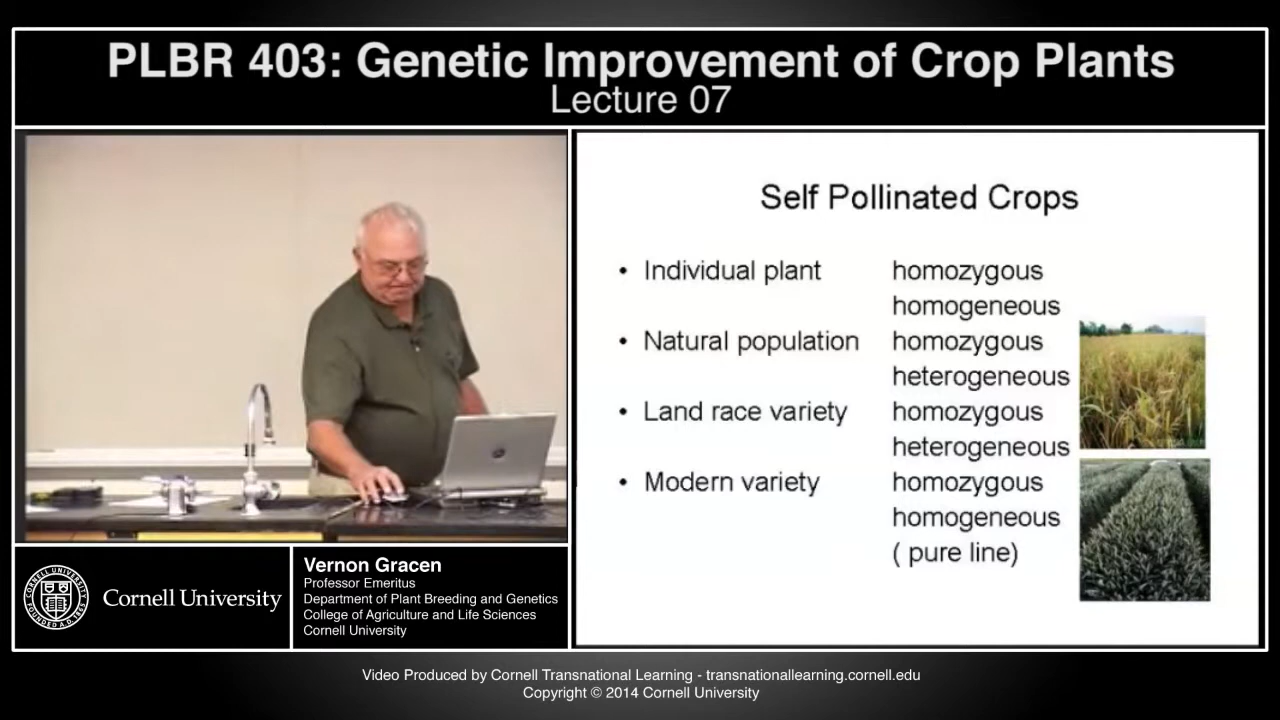 PLBR 403: Genetic Improvement of Crop Plants
Lecture 07
Self Pollinated Crops
• Individual plant homozygous
homogeneous
• Natural population homozygous
heterogeneous
• Land race variety homozygous
heterogeneous
• Modern variety homozygous
homogeneous
( pure line)
Cornell University
Vernon Gracen
Professor Emeritus
Department of Plant Breeding and Genetics
College of Agriculture and Life Sciences
Cornell University
Video Produced by Cornell Transnational Learning - transnationallearning.cornell.edu
Copyright © 2014 Cornell University